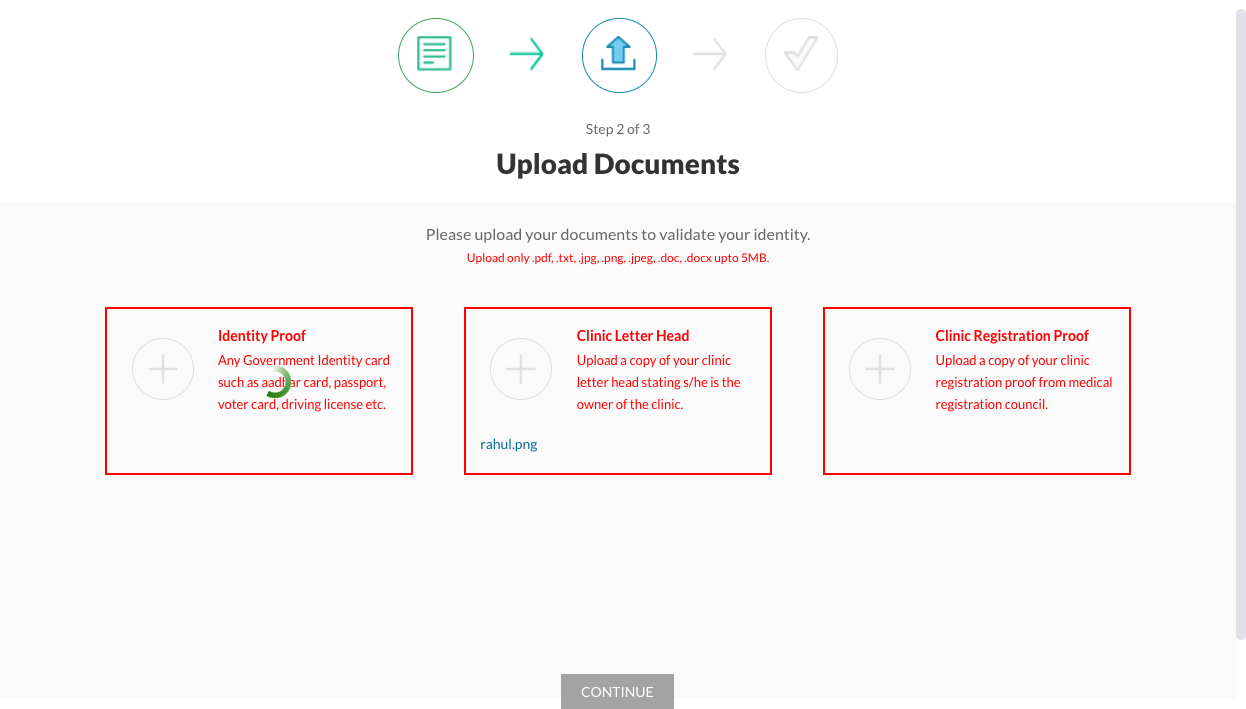 Step 2 of 3
Upload Documents
Please upload your documents to validate your identity.
Upload only .pdf, .txt, .jpg, .png, .jpeg, .doc, .docx upto 5MB.
Identity Proof
Any Government Identity card
such as aadhar card, passport,
voter card, driving license etc.
Clinic Letter Head
Upload a copy of your clinic
letter head stating s/he is the
owner of the clinic.
rahul.png
Clinic Registration Proof
Upload a copy of your clinic
registration proof from medical
registration council.
CONTINUE